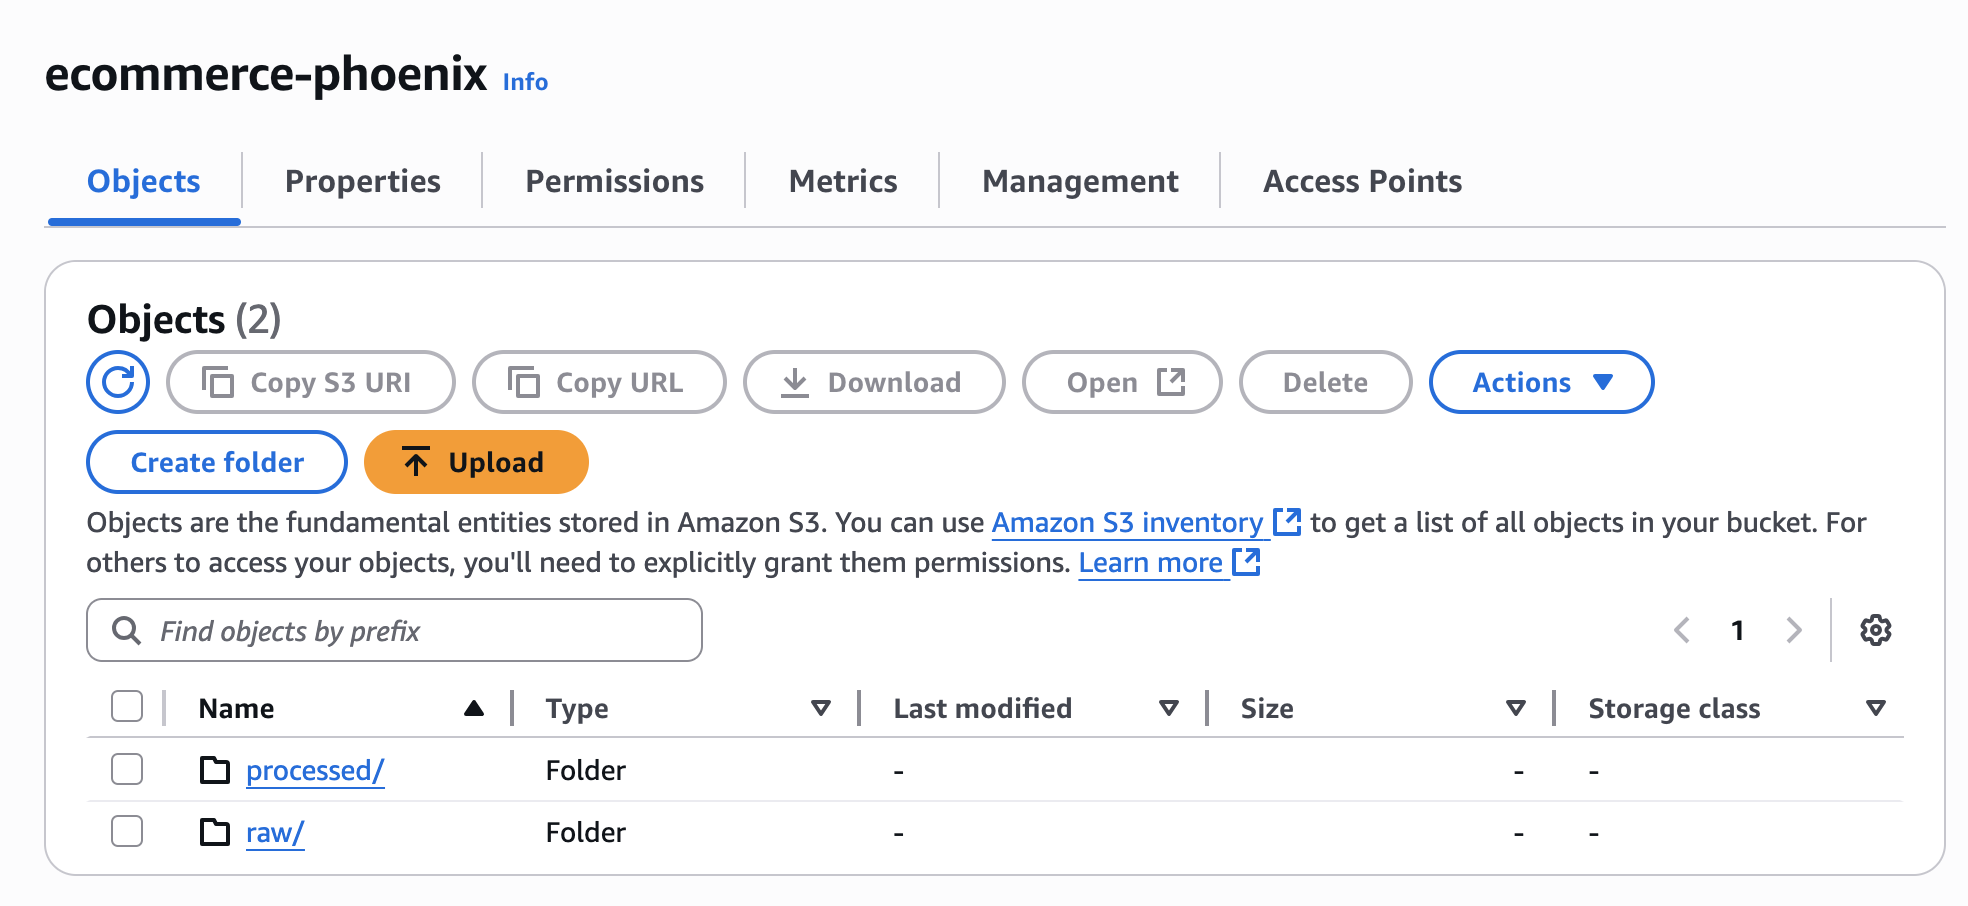 ecommerce-phoenix Info
Objects Properties Permissions Metrics Management Access Points
Objects (2)
Copy S3 URI Copy URL Download Open Delete Actions
Create folder Upload
Objects are the fundamental entities stored in Amazon S3. You can use Amazon S3 inventory to get a list of all objects in your bucket. For
others to access your objects, you'll need to explicitly grant them permissions. Learn more
Find objects by prefix 1
Name Type Last modified Size Storage class
processed/ Folder - - -
raw/ Folder - - -